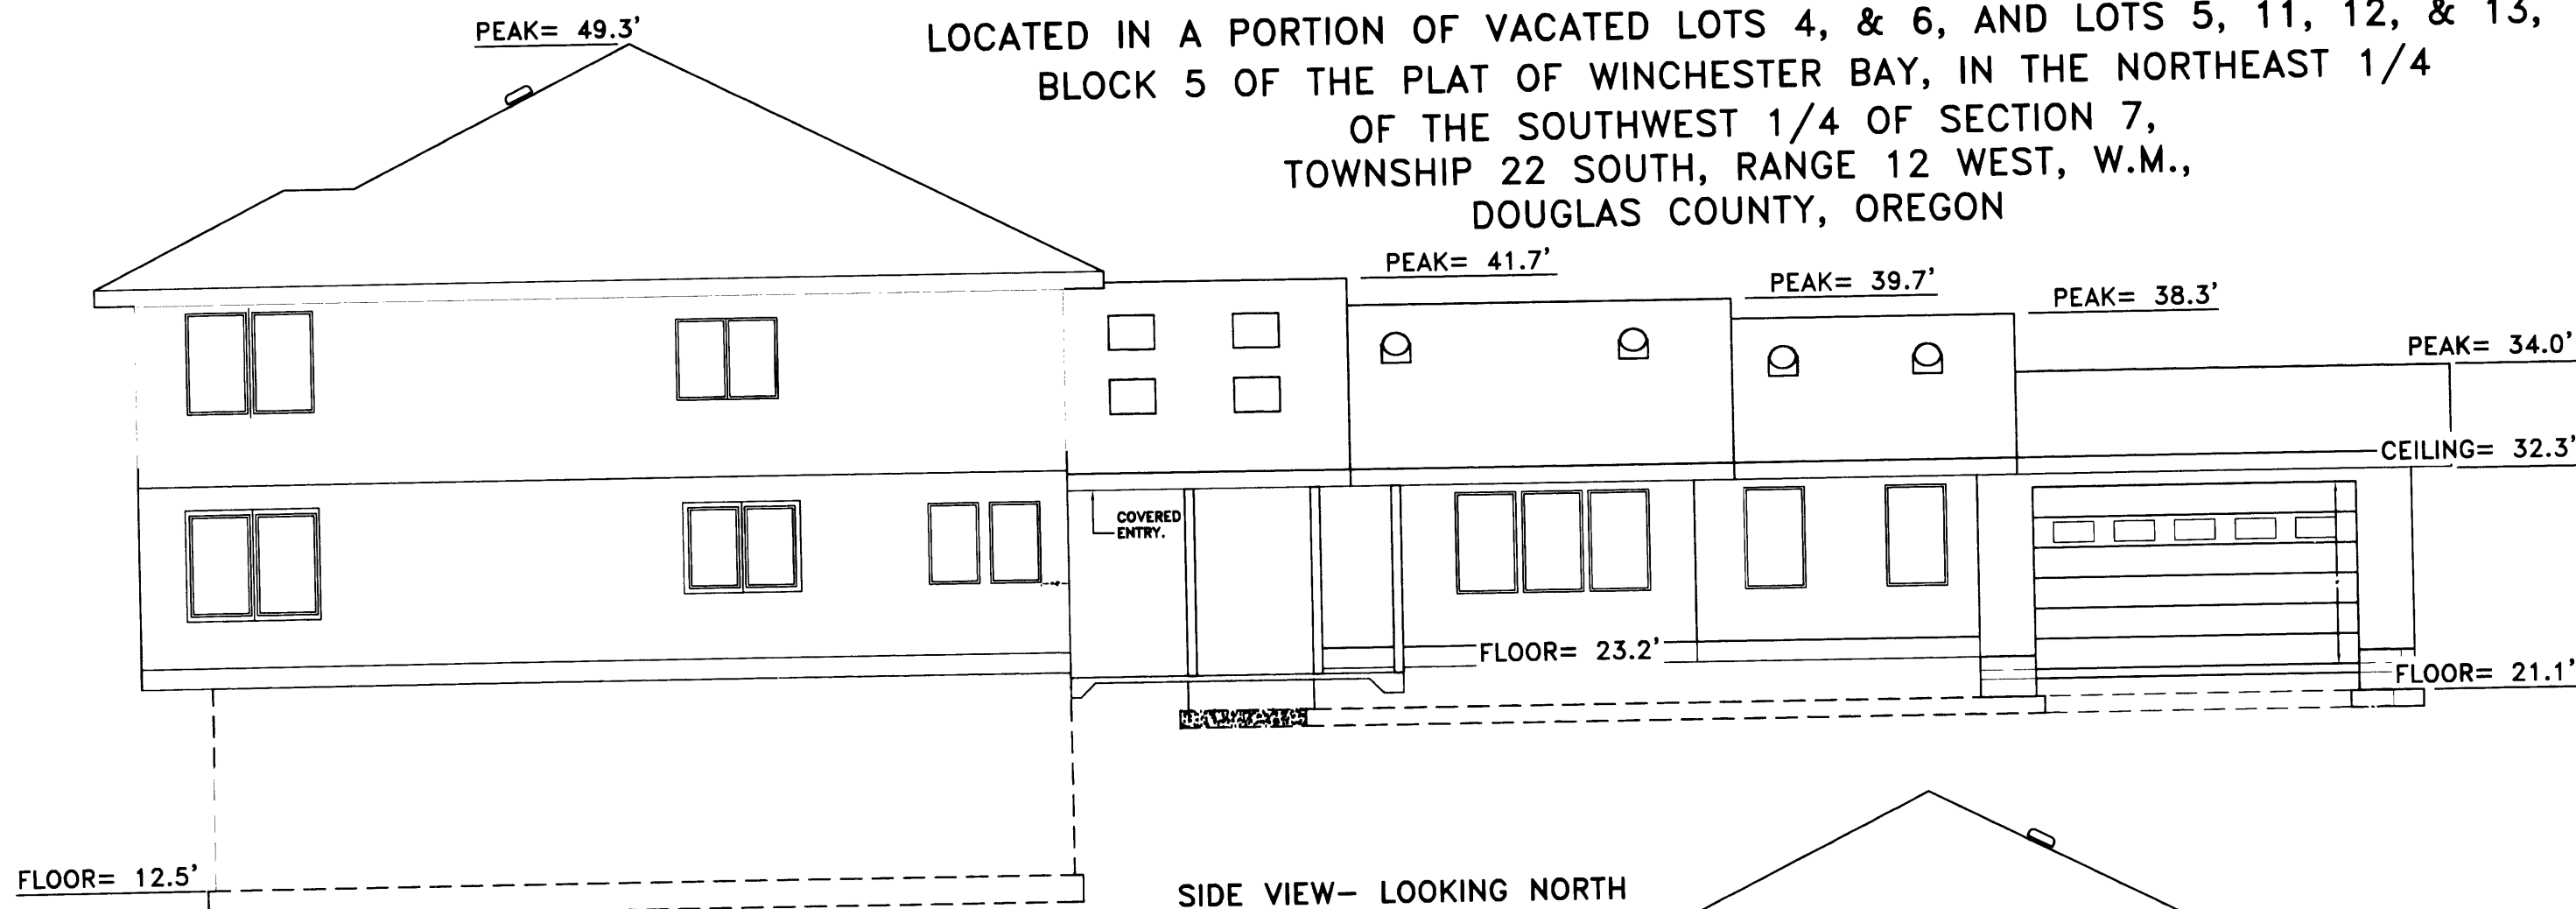 PEAK= 49.3'
LOCATED IN A PORTION OF VACATED LOTS 4, & 6, AND LOTS 5, 11, 12, & 13,
BLOCK 5 OF THE PLAT OF WINCHESTER BAY, IN THE NORTHEAST 1/4
OF THE SOUTHWEST 1/4 OF SECTION 7,
TOWNSHIP 22 SOUTH, RANGE 12 WEST, W.M.,
DOUGLAS COUNTY, OREGON
PEAK= 41.7'
PEAK= 39.7'
PEAK= 38.3'
PEAK= 34.0'
CEILING= 32.3'
COVERED
ENTRY.
FLOOR= 23.2'
FLOOR= 21.1'
FLOOR= 12.5'
SIDE VIEW- LOOKING NORTH